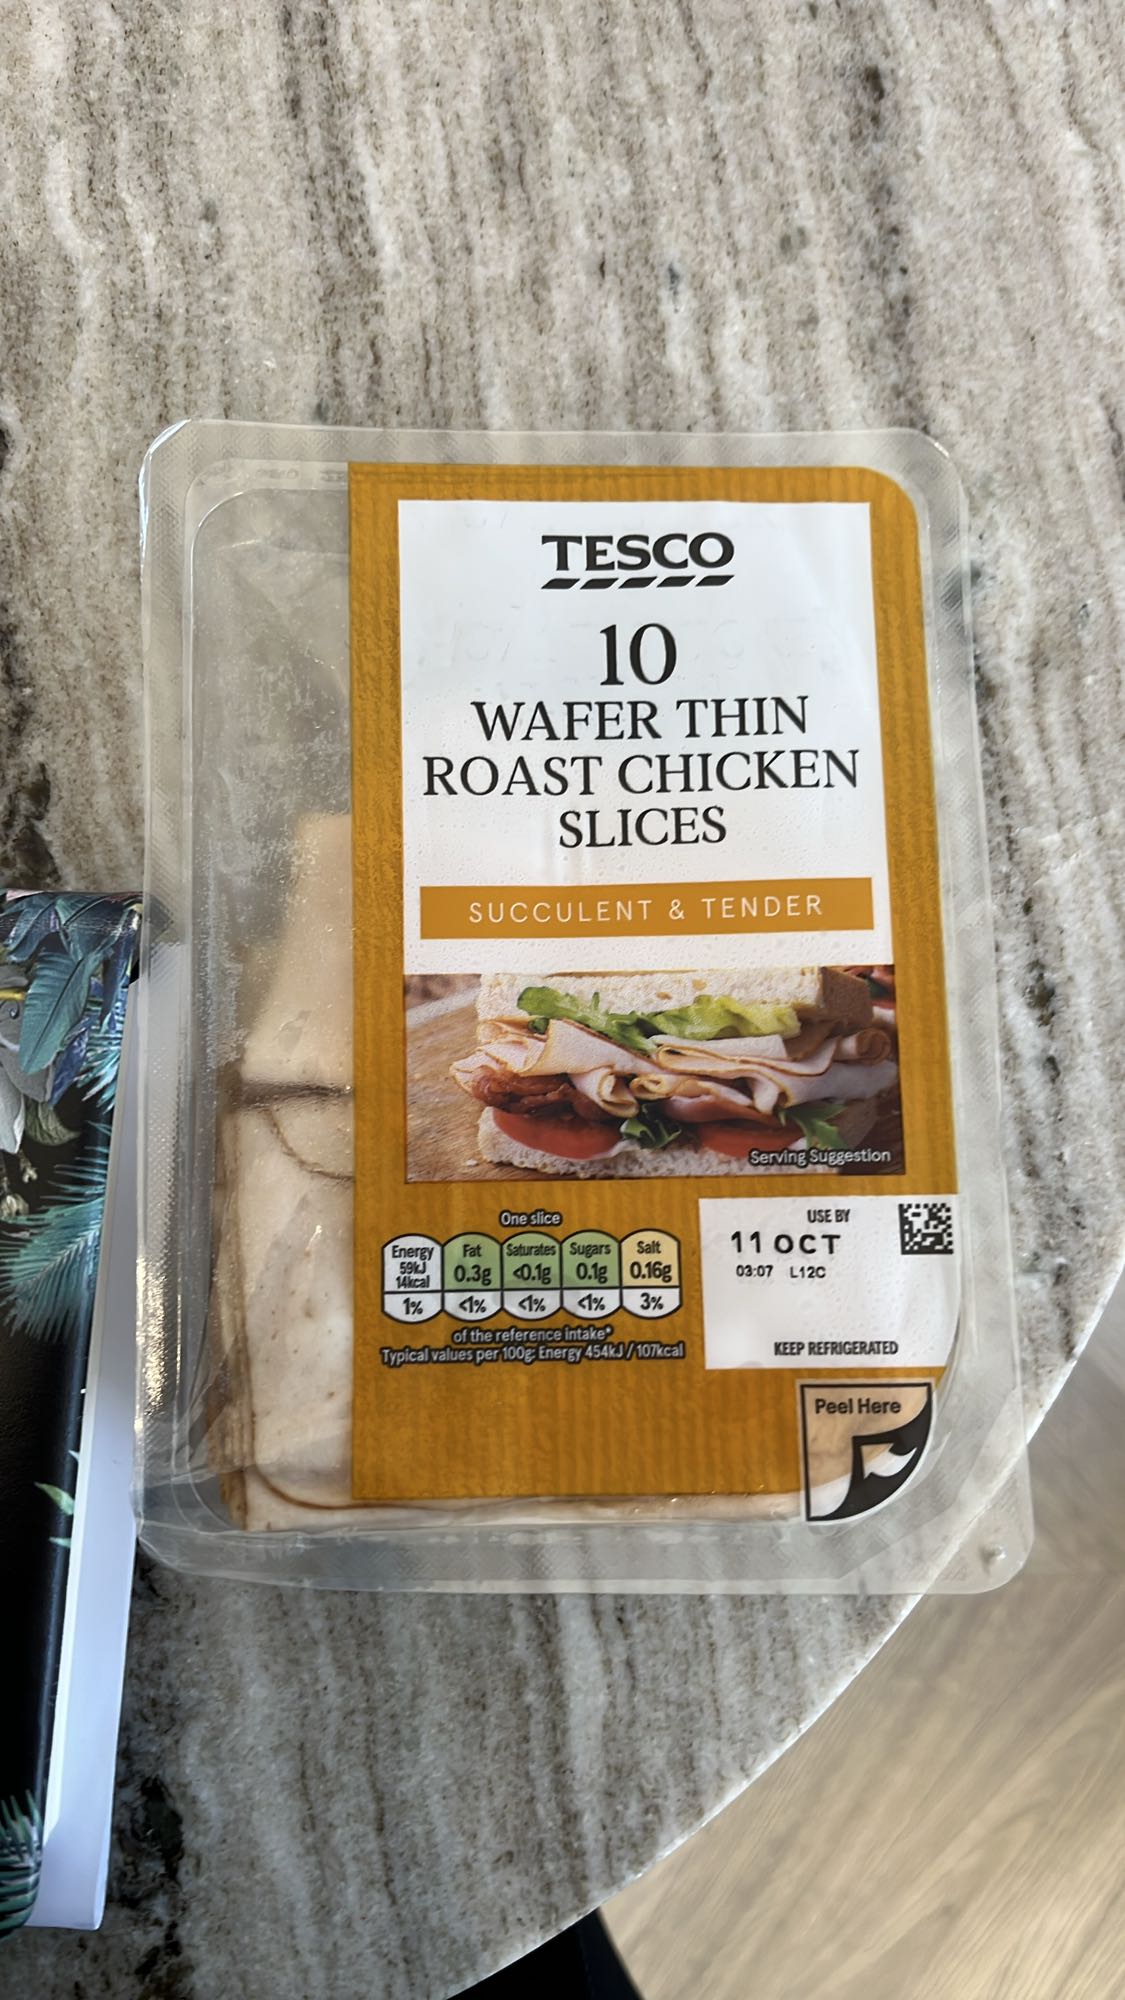 TESCO
10
WAFER THIN
ROAST CHICKEN
SLICES
SUCCULENT & TENDER
Serving Suggestion
One slice
Energy
59kJ
14kcal
1%
Fat
0.3g
<1%
Saturates
<0.1g
<1%
Sugars
0.1g
<1%
Salt
0.16g
3%
of the reference intake*
Typical values per 100g: Energy 454kJ / 107kcal
USE BY
11 OCT
03:07 L12C
KEEP REFRIGERATED
Peel Here